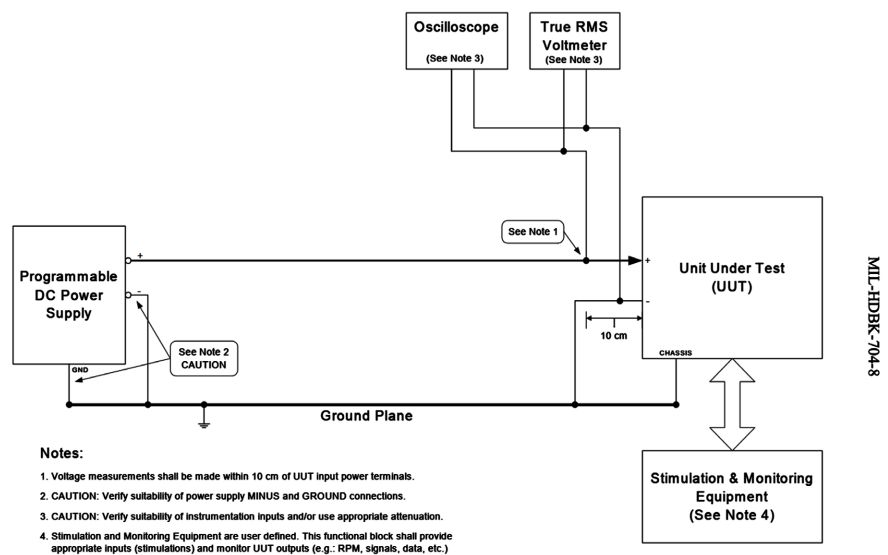 Oscilloscope
(See Note 3)
True RMS
Voltmeter
(See Note 3)
See Note 1
+
-
Programmable
DC Power
Supply
GND
See Note 2
CAUTION
+
-
10 cm
Unit Under Test
(UUT)
CHASSIS
Ground Plane
Stimulation & Monitoring
Equipment
(See Note 4)
Notes:
1. Voltage measurements shall be made within 10 cm of UUT input power terminals.
2. CAUTION: Verify suitability of power supply MINUS and GROUND connections.
3. CAUTION: Verify suitability of instrumentation inputs and/or use appropriate attenuation.
4. Stimulation and Monitoring Equipment are user defined. This functional block shall provide
appropriate inputs (stimulations) and monitor UUT outputs (e.g.: RPM, signals, data, etc.)
MIL-HDBK-704-8